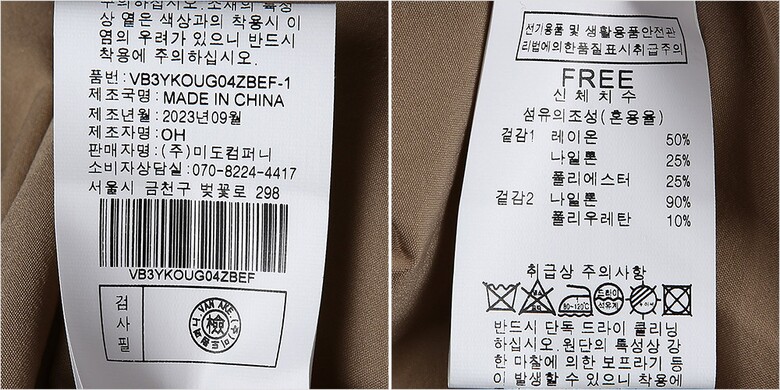 주의하십시오.소재의 특성
상 옅은 색상과의 착용시 이
염의 우려가 있으니 반드시
착용에 주의하십시오.
품번:VB3YKOUG04ZBEF-1
제조국명:MADE IN CHINA
제조년월:2023년09월
제조자명:OH
판매자명:(주)미도컴퍼니
소비자상담실:070-8224-4417
서울시 금천구 벚꽃로 298
VB3YKOUG04ZBEF
검사필
VAN AKE.
檢
전기용품 및 생활용품안전관
리법에의한품질표시취급주의
FREE
신체치수
섬유의조성(혼용율)
겉감1 레이온 50%
나일론 25%
폴리에스터 25%
겉감2 나일론 90%
폴리우레탄 10%
취급상 주의사항
80~120℃
드라이
석유계
반드시 단독 드라이 클리닝
하십시오.원단의 특성상 강
한 마찰에 의한 보프라기 등
이 발생할 수 있으니 착용에